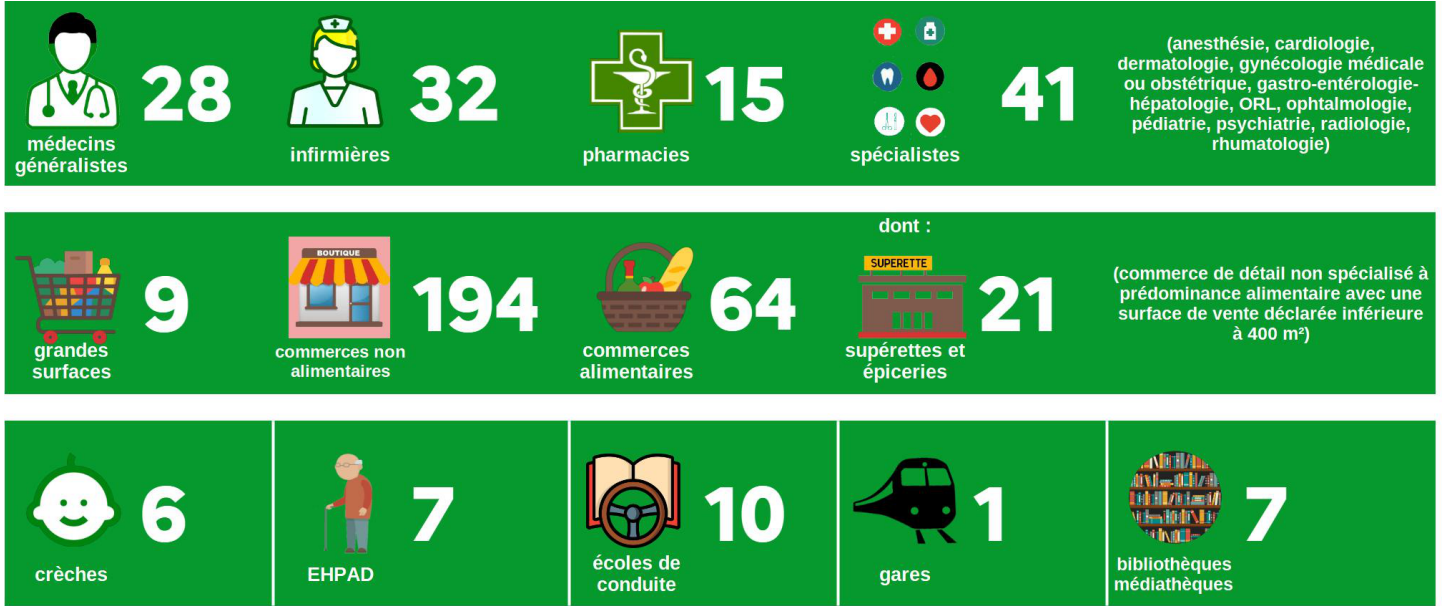 28
médecins
généralistes
32
infirmières
15
pharmacies
41
spécialistes
(anesthésie, cardiologie,
dermatologie, gynécologie médicale
ou obstétrique, gastro-entérologie-
hépatologie, ORL, ophtalmologie,
pédiatrie, psychiatrie, radiologie,
rhumatologie)
9
grandes
surfaces
BOUTIQUE
194
commerces non
alimentaires
64
commerces
alimentaires
dont :
SUPERETTE
21
supérettes et
épiceries
(commerce de détail non spécialisé à
prédominance alimentaire avec une
surface de vente déclarée inférieure
à 400 m²)
6
crèches
7
EHPAD
10
écoles de
conduite
1
gares
7
bibliothèques
médiathèques